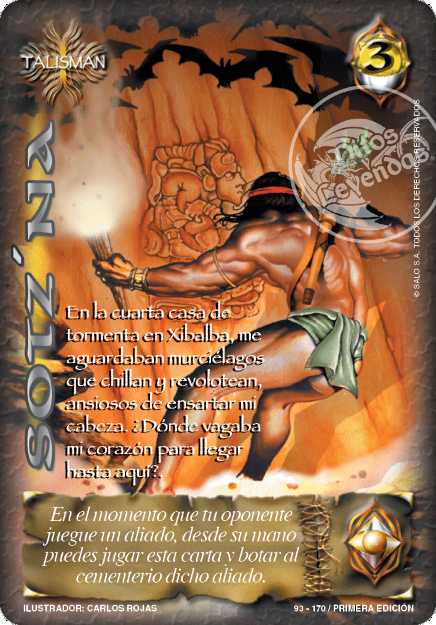 TALISMAN
3
Mitos
y
Leyendas
SOTZ´NA
© SALO S.A. TODOS LOS DERECHOS RESERVADOS
En la cuarta casa de
tormenta en Xibalba, me
aguardaban murciélagos
que chillan y revolotean,
ansiosos de ensartar mi
cabeza. ¿Dónde vagaba
mi corazón para llegar
hasta aquí?.
En el momento que tu oponente
juegue un aliado, desde su mano
puedes jugar esta carta y botar al
cementerio dicho aliado.
ILUSTRADOR: CARLOS ROJAS
93 - 170 / PRIMERA EDICIÓN